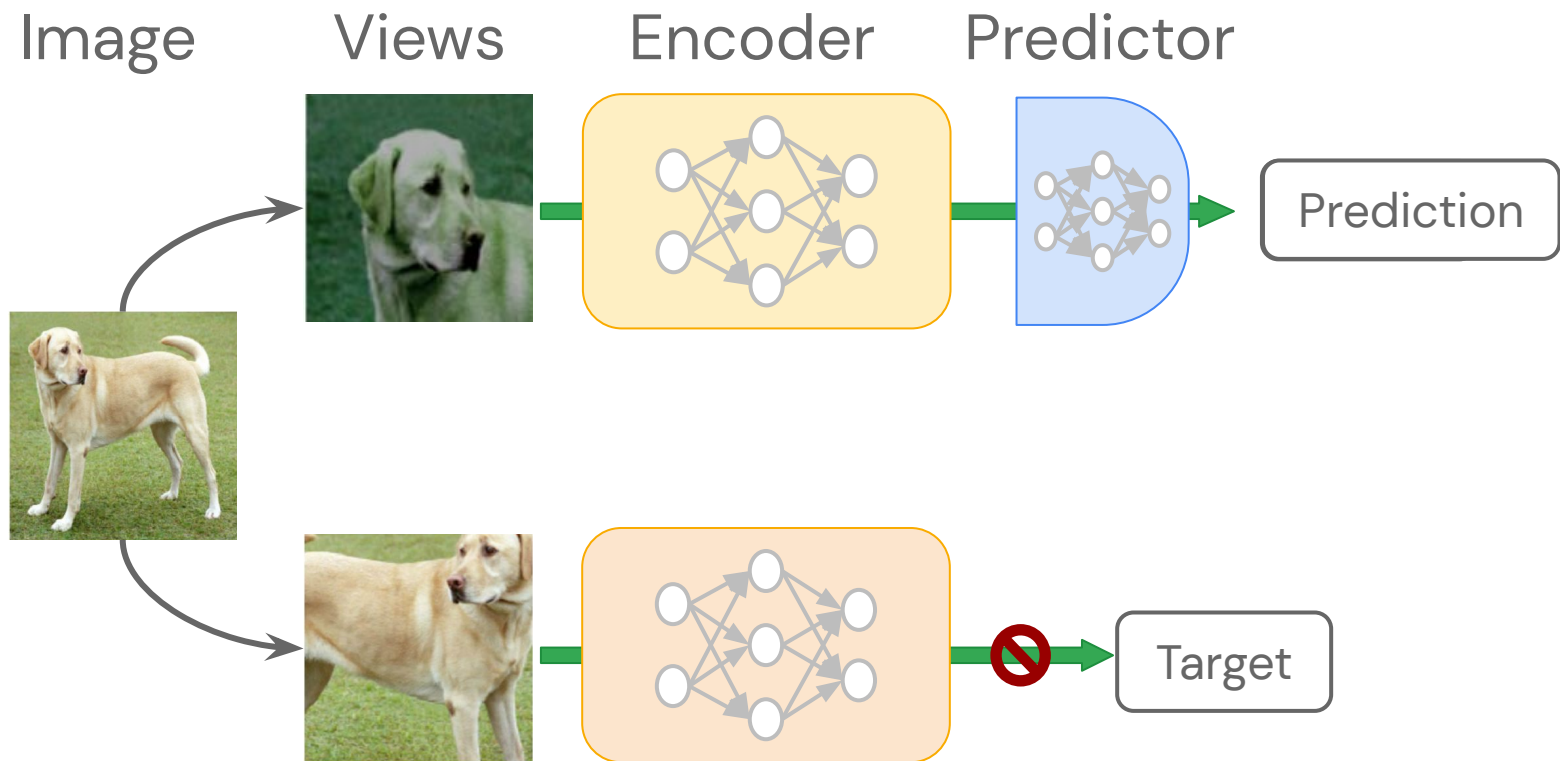 Image
Views
Encoder
Predictor
Prediction
Target